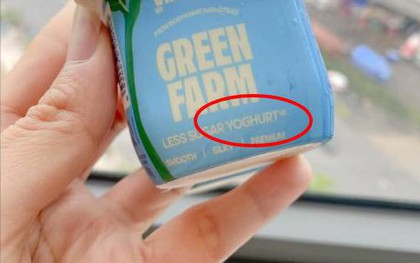 GREEN
FARM
LESS SUGAR YOGHURT
SMOOTH | SILKY | PREMIUM